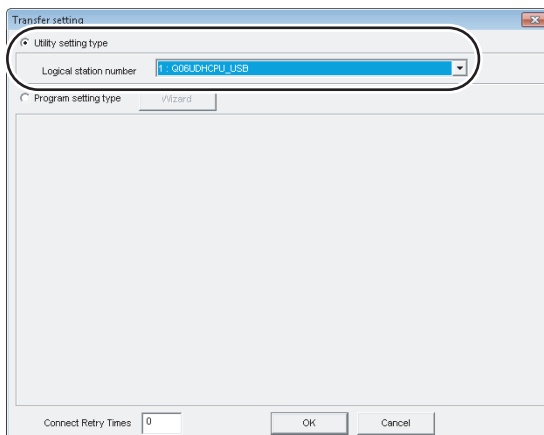 Transfer setting
Utility setting type
Logical station number 1 : Q06UDHCPU_USB
Program setting type Wizard
Connect Retry Times 0 OK Cancel